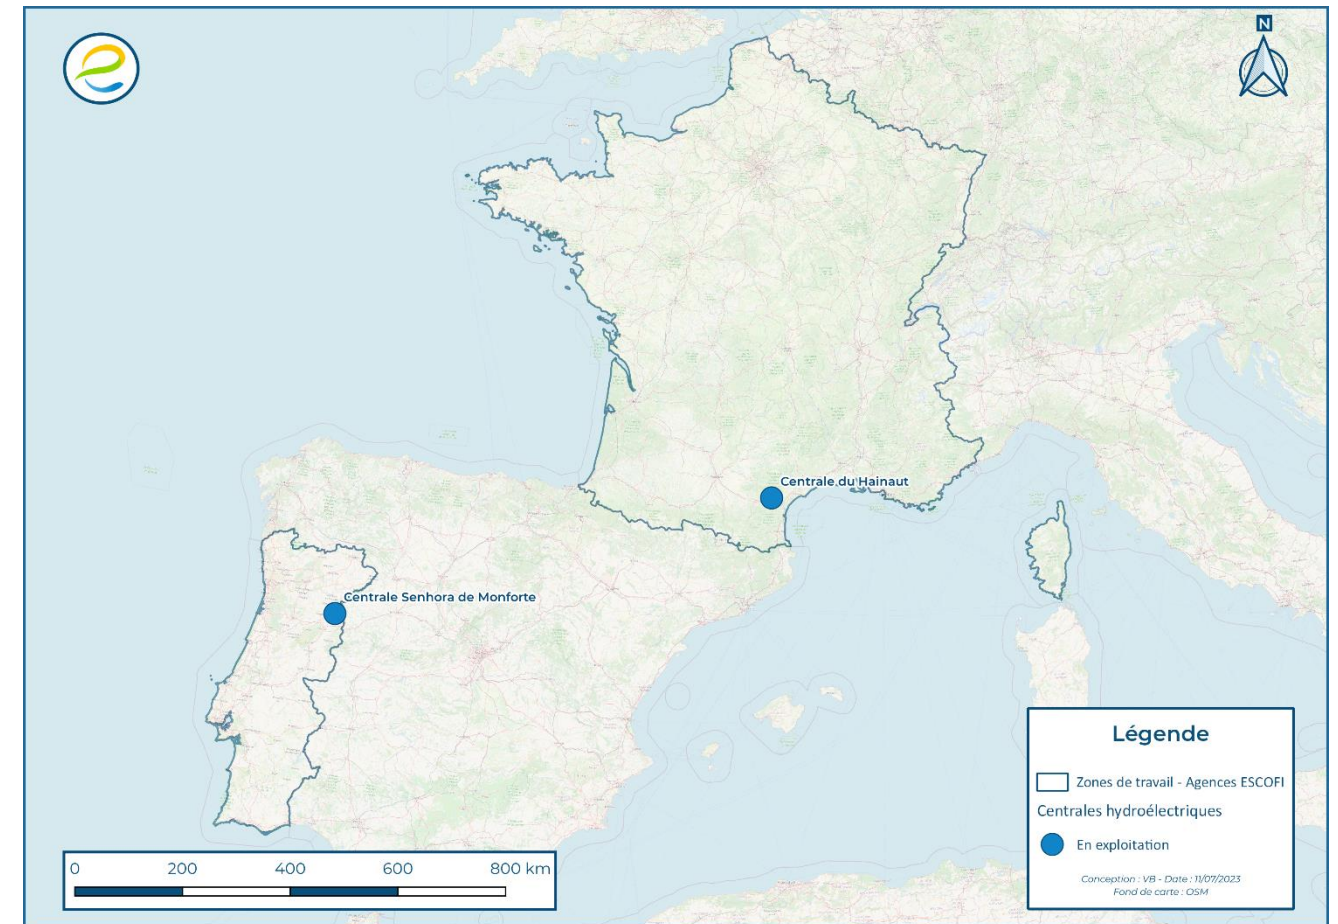 N
Centrale du Hainaut
Centrale Senhora de Monforte
Légende
Zones de travail - Agences ESCOFI
Centrales hydroélectriques
En exploitation
Conception : VB - Date : 11/07/2023
Fond de carte : OSM
0 200 400 600 800 km